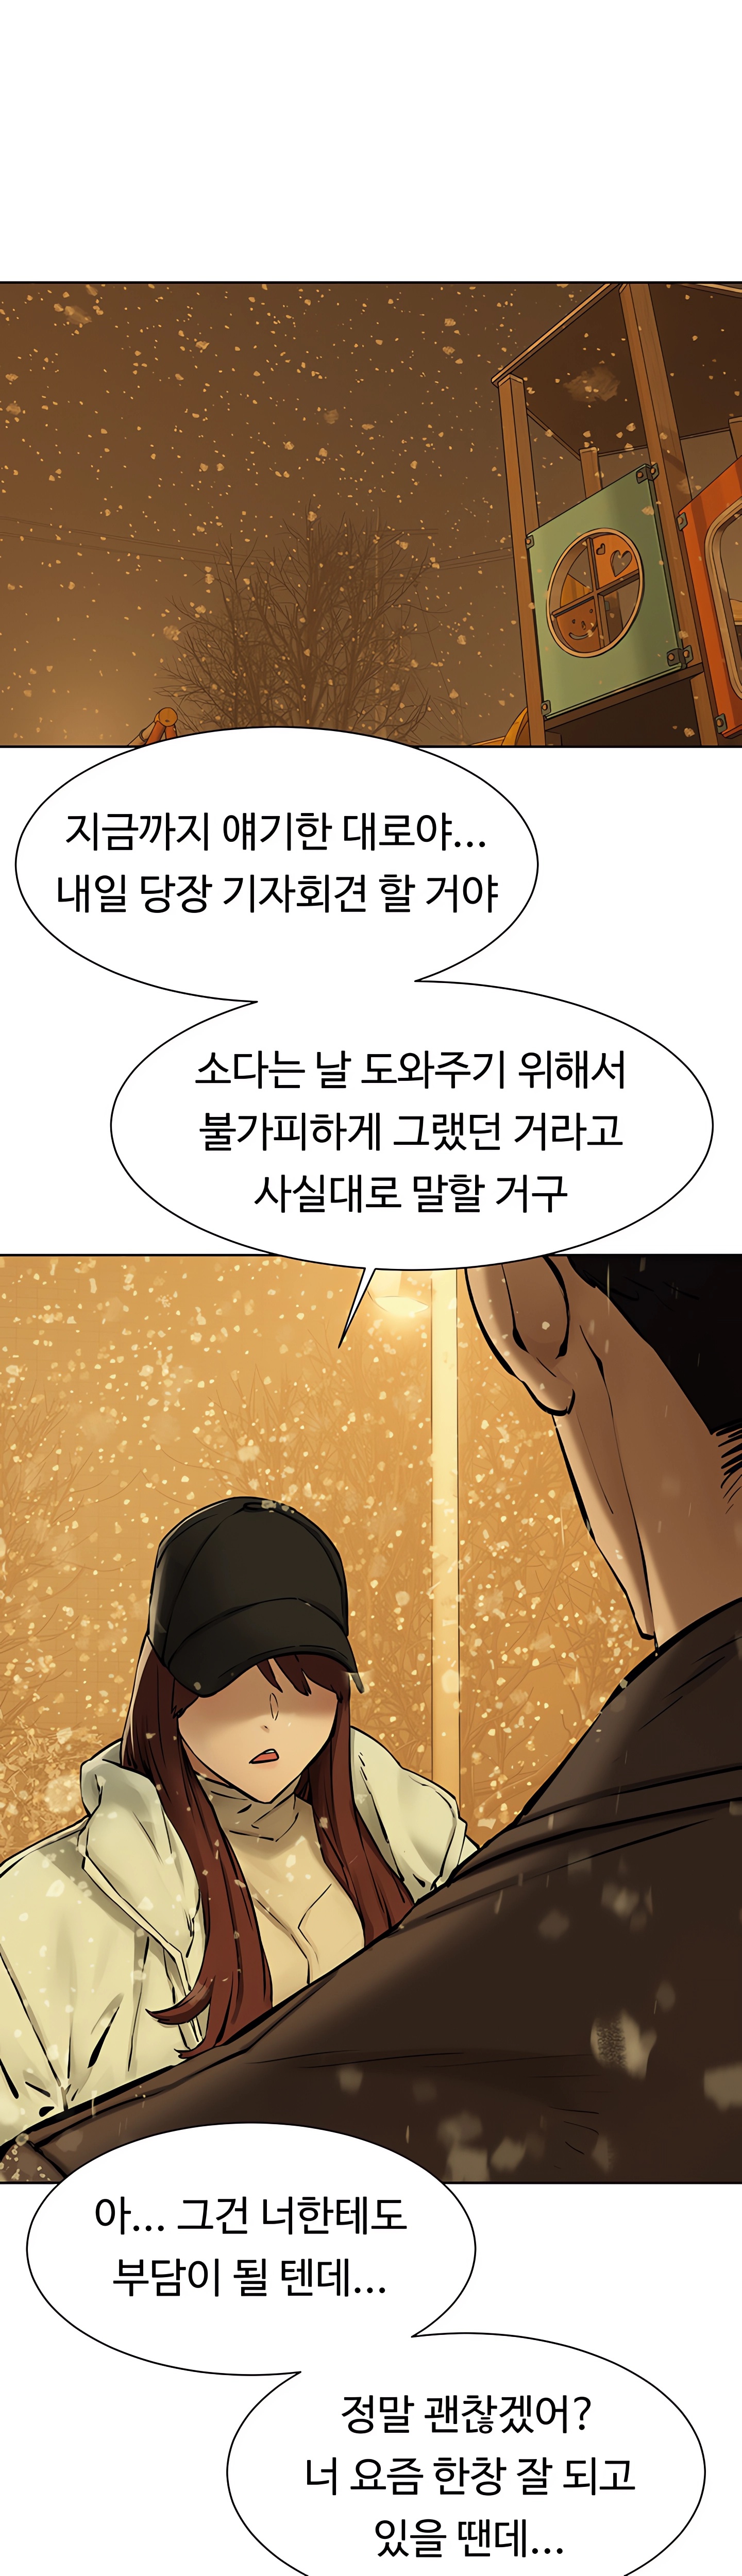 지금까지 얘기한 대로야...
내일 당장 기자회견 할 거야
소다는 날 도와주기 위해서
불가피하게 그랬던 거라고
사실대로 말할 거구
아... 그건 너한테도
부담이 될 텐데...
정말 괜찮겠어?
너 요즘 한창 잘 되고
있을 땐데...